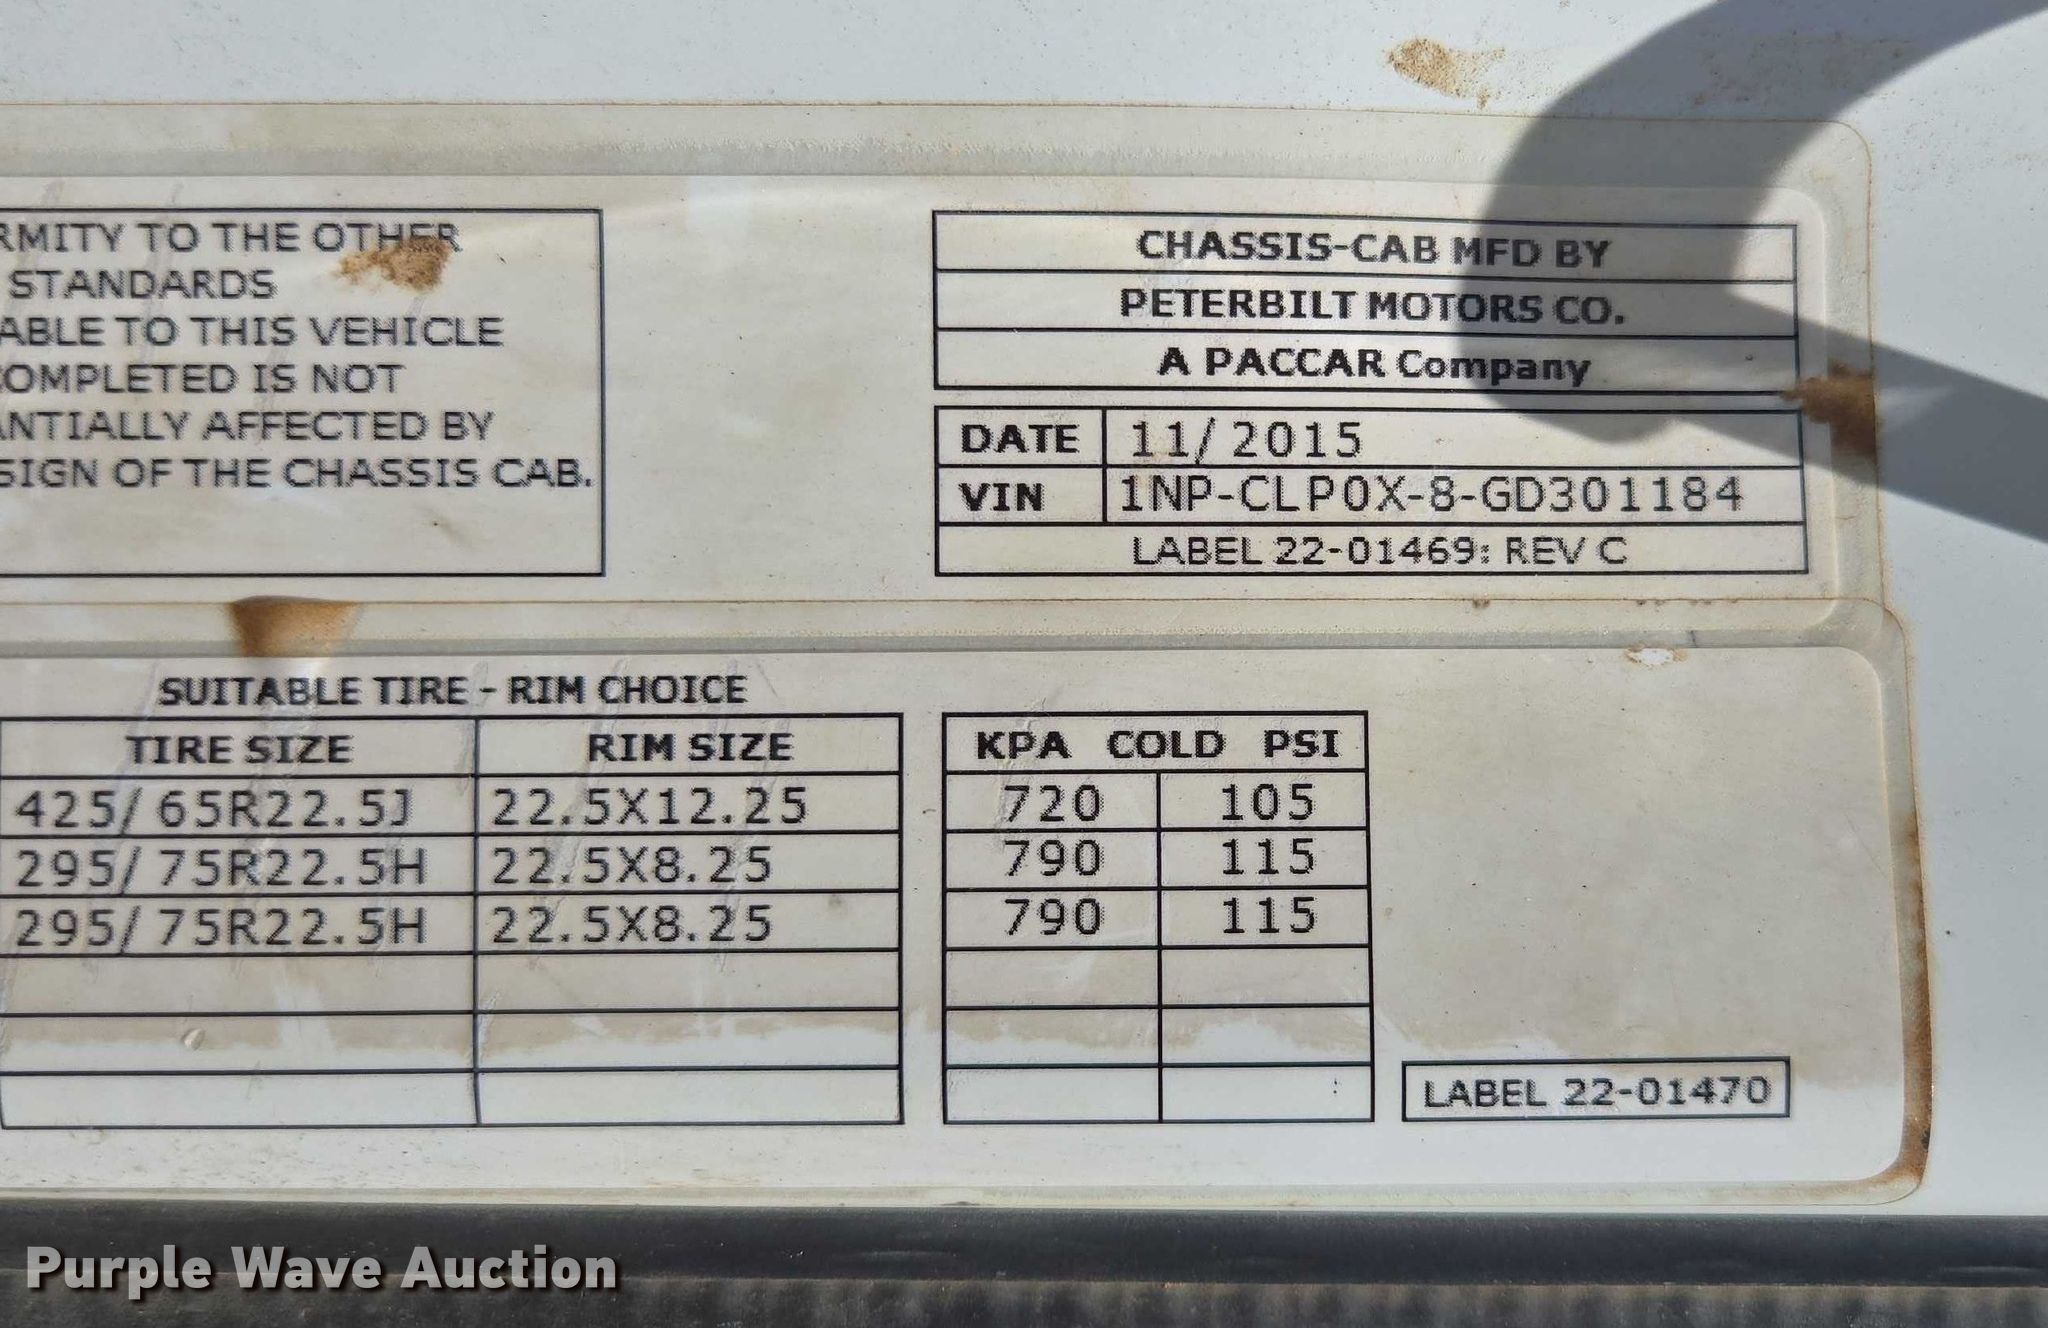 RMITY TO THE OTHER
STANDARDS
ABLE TO THIS VEHICLE
COMPLETED IS NOT
ANTIALLY AFFECTED BY
SIGN OF THE CHASSIS CAB.
CHASSIS-CAB MFD BY
PETERBILT MOTORS CO.
A PACCAR Company
DATE 11/2015
VIN 1NP-CLP0X-8-GD301184
LABEL 22-01469: REV C
SUITABLE TIRE - RIM CHOICE
TIRE SIZE RIM SIZE KPA COLD PSI
425/65R22.5J 22.5X12.25 720 105
295/75R22.5H 22.5X8.25 790 115
295/75R22.5H 22.5X8.25 790 115
LABEL 22-01470
Purple Wave Auction